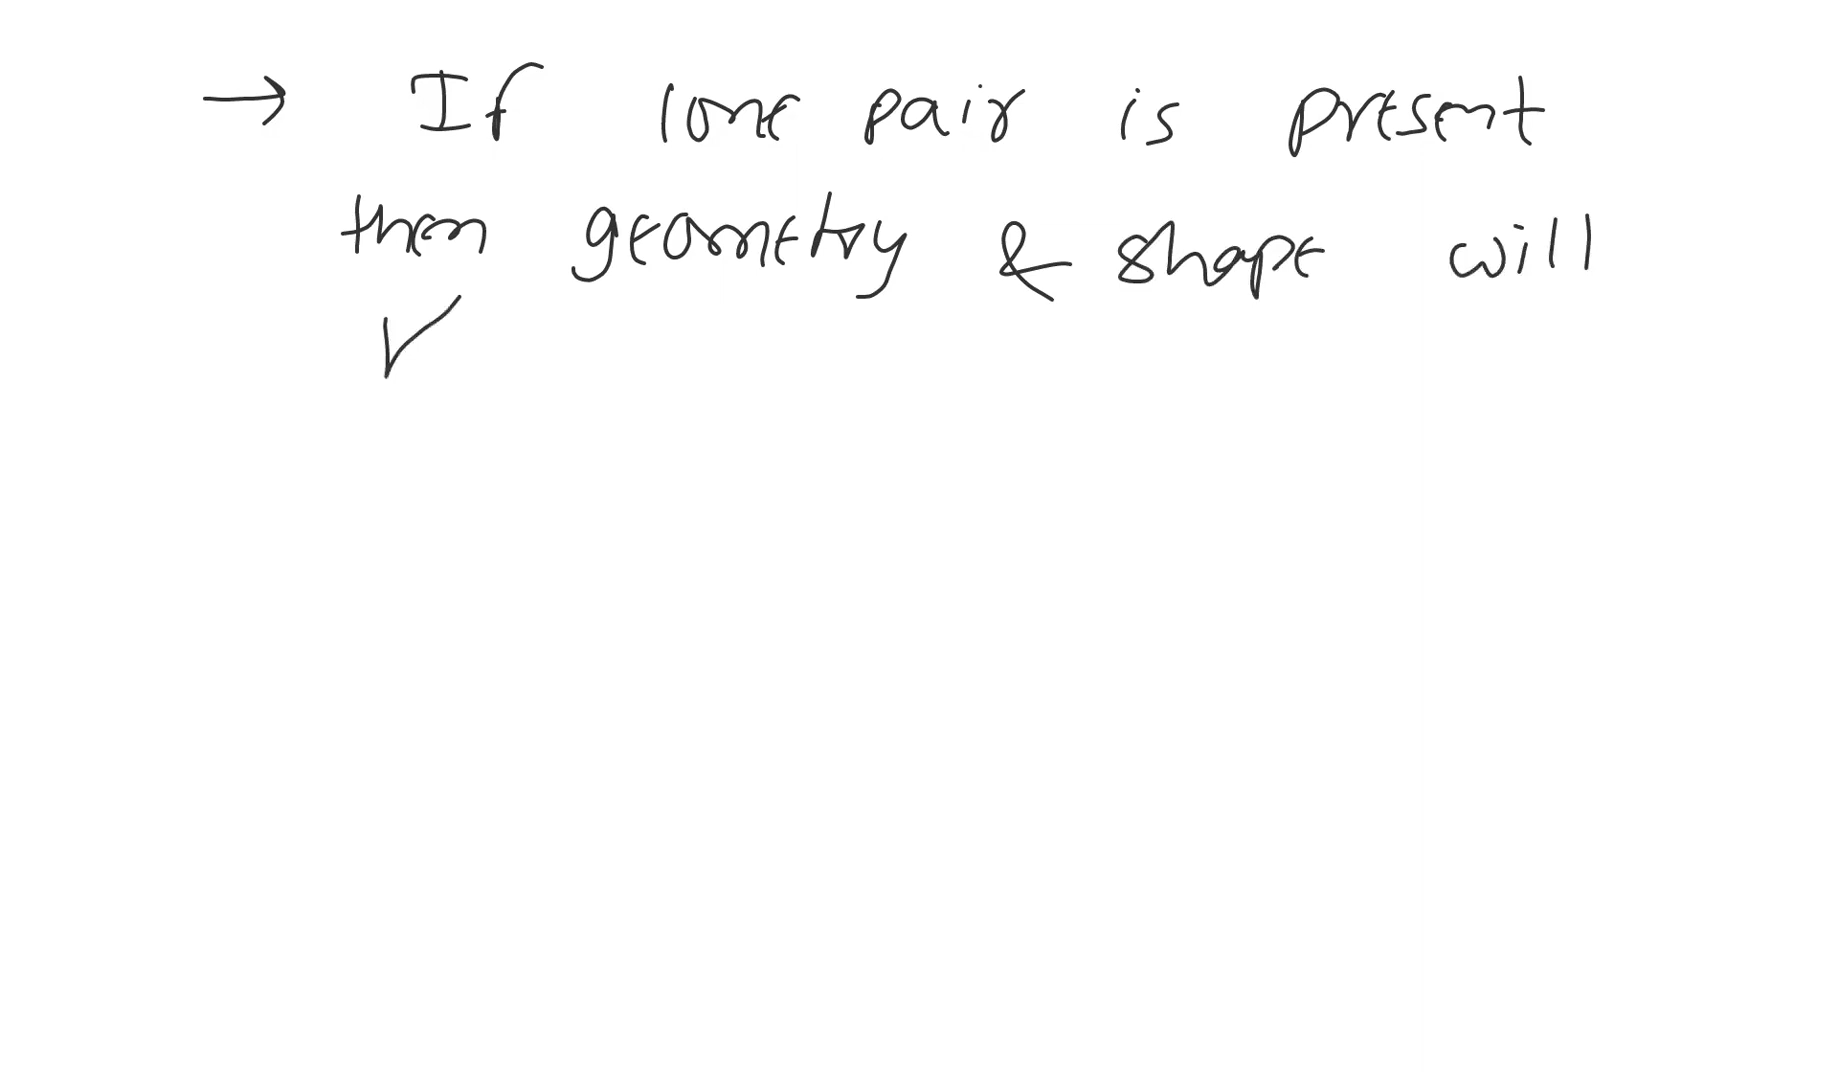 → If lone pair is present
then geometry & shape will